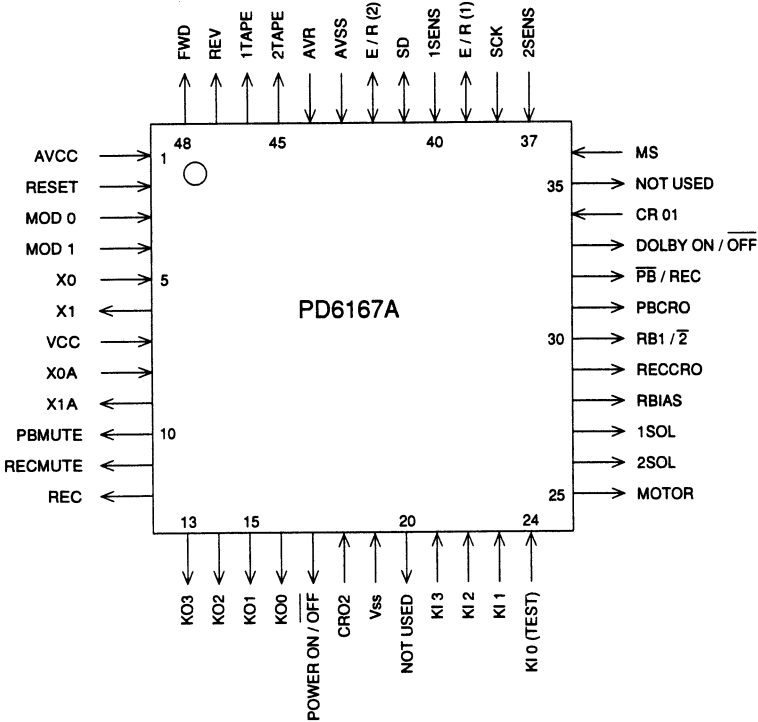 FWD
REV
1TAPE
2TAPE
AVR
AVSS
E / R (2)
SD
1SENS
E / R (1)
SCK
2SENS
48
45
40
37
AVCC
1
RESET
MOD 0
MOD 1
X0
5
X1
VCC
X0A
X1A
PBMUTE
10
RECMUTE
REC
PD6167A
MS
35
NOT USED
CR 01
DOLBY ON / OFF
PB / REC
PBCRO
30
RB1 / 2
RECCRO
RBIAS
1SOL
2SOL
25
MOTOR
13
15
20
24
KO3
KO2
KO1
KO0
POWER ON / OFF
CRO2
Vss
NOT USED
KI 3
KI 2
KI 1
KI 0 (TEST)